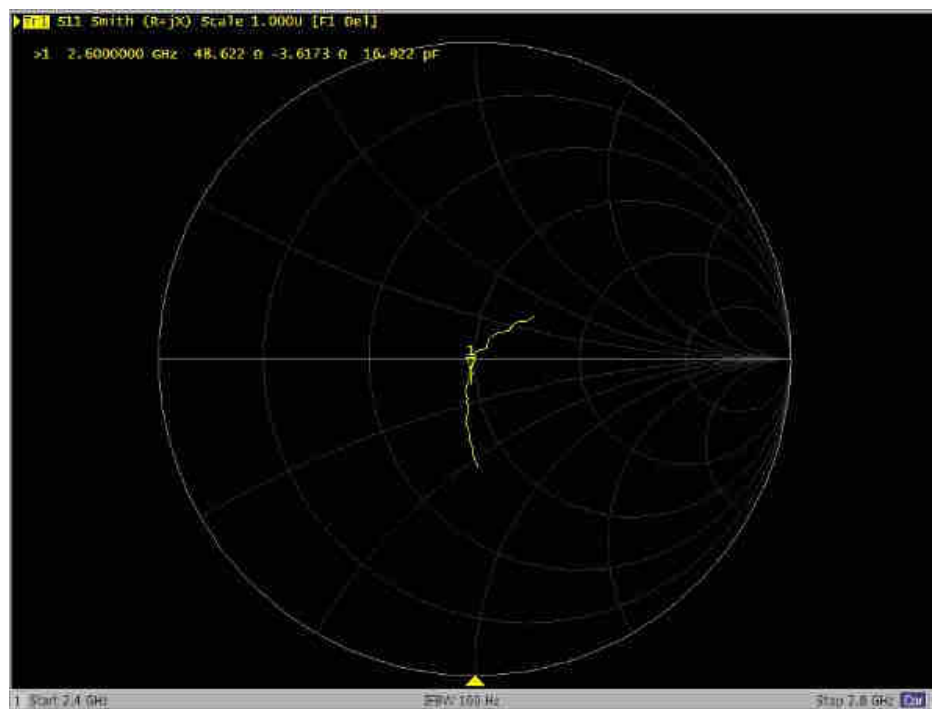 Tr1 S11 Smith (R+jX) Scale 1.000U [F1 Del]
>1 2.6000000 GHz 48.622 Ω -3.6173 Ω 16.922 pF
1
1 Start 2.4 GHz IFBW 100 Hz Stop 2.8 GHz Cor